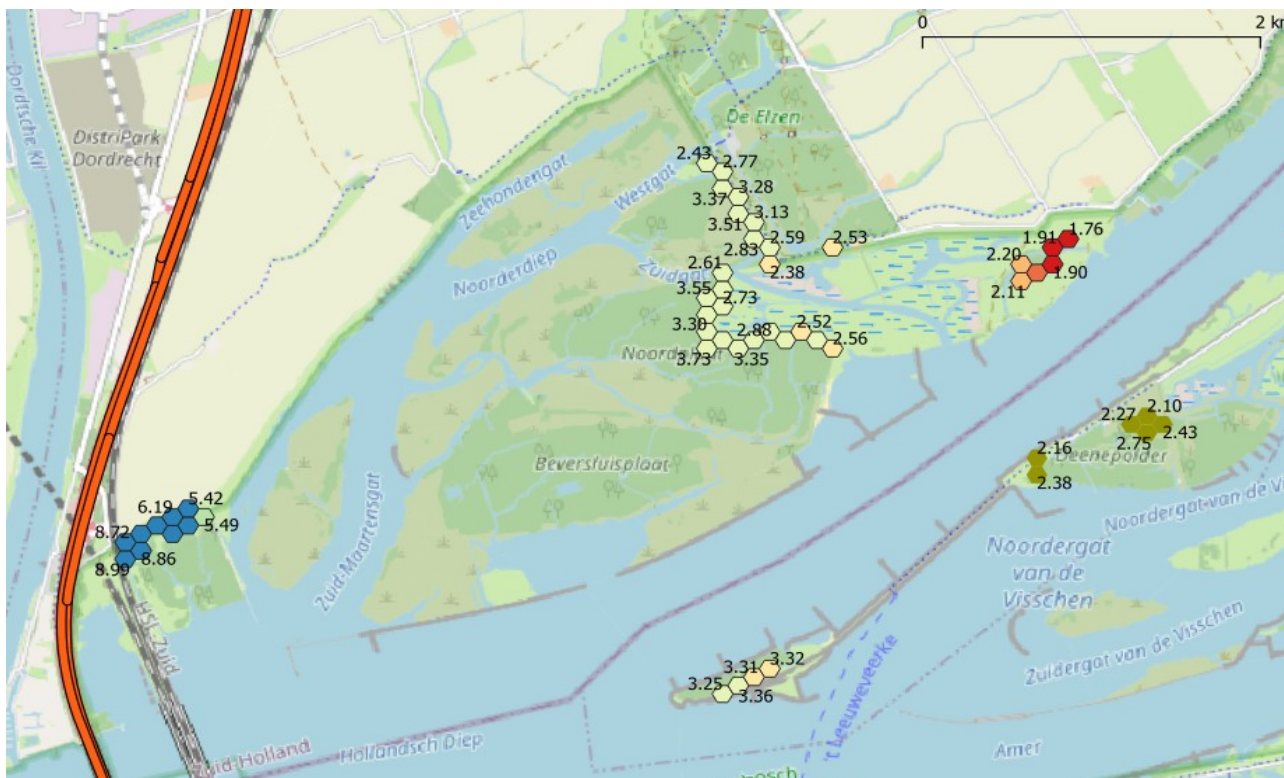 0 2 km
Dordtsche Kil
DistriPark
Dordrecht
De Elzen
Zeehondengat
Westgat
Noorderdiep
Zuidgat
2.43
2.77
3.28
3.37
3.13
3.51
2.59
2.53
2.83
2.38
2.61
3.55
2.73
3.30
2.88
2.52
2.56
3.73
3.35
1.76
1.91
2.20
1.90
2.11
2.27
2.10
2.43
2.75
2.16
2.38
Deenepolder
Beversluisplaat
Zuid-Maartensgat
5.42
6.19
5.49
8.72
8.86
8.99
HSL-Zuid
Noordergat van de
Noordergat
van de
Visschen
Zuidergat van de Visschen
3.32
3.31
3.25
3.36
't Leeuweveerke
Zuid-Holland
Hollandsch Diep
Amer